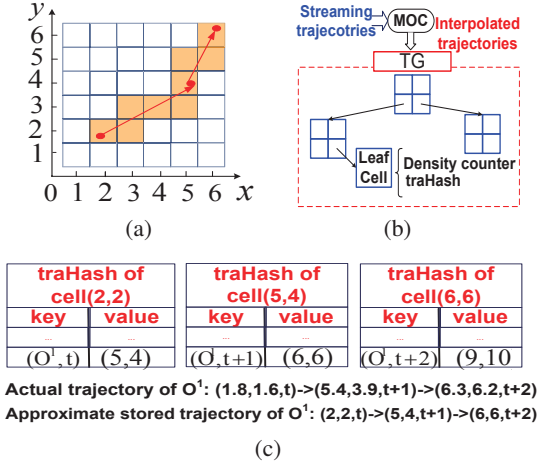 (a)
y
6
5
4
3
2
1
0 1 2 3 4 5 6
x
(b)
Streaming
trajecotries
MOC
Interpolated
trajectories
TG
Leaf
Cell
Density counter
traHash
(a)
(b)
traHash of
cell(2,2)
key value
... ...
(O¹,t) (5,4)
traHash of
cell(5,4)
key value
... ...
(O¹,t+1) (6,6)
traHash of
cell(6,6)
key value
... ...
(O¹,t+2) (9,10
Actual trajectory of O¹: (1.8,1.6,t)->(5.4,3.9,t+1)->(6.3,6.2,t+2)
Approximate stored trajectory of O¹: (2,2,t)->(5,4,t+1)->(6,6,t+2)
(c)